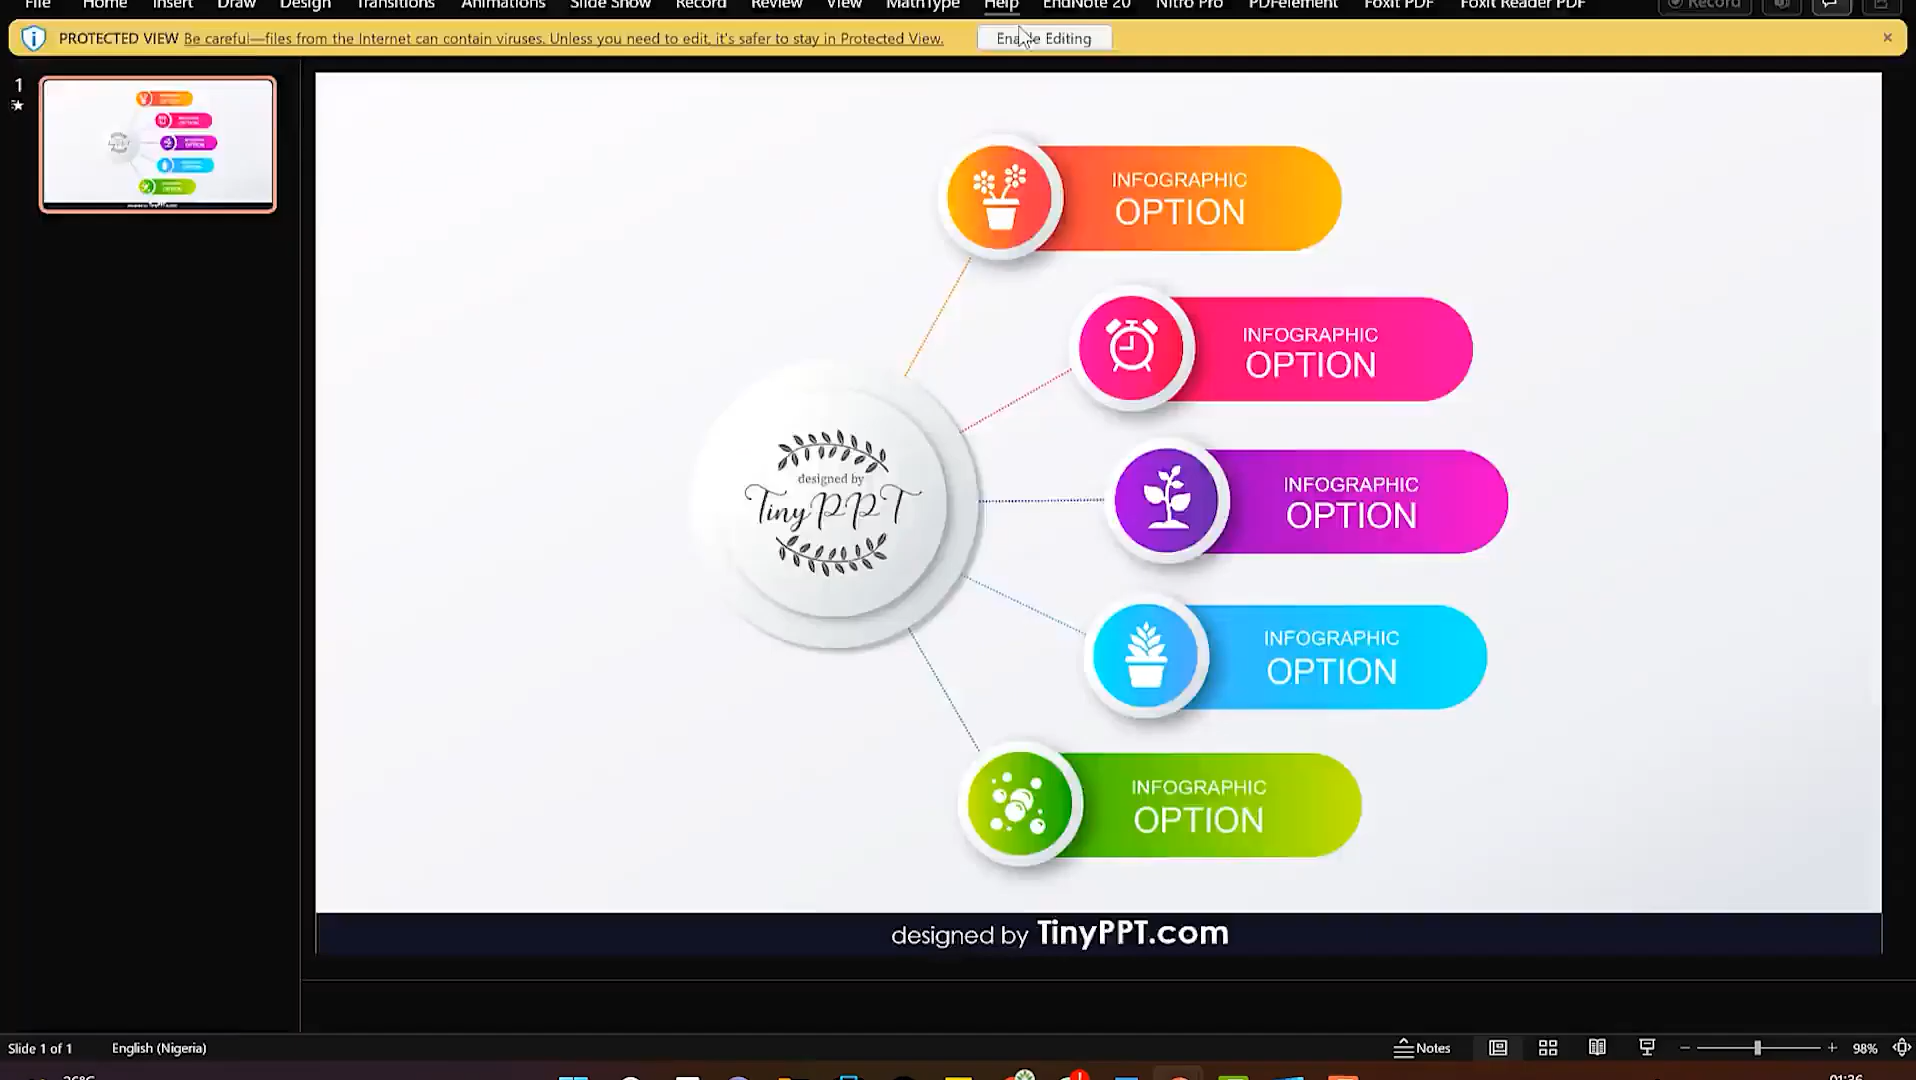 File Home Insert Draw Design Transitions Animations Slide Show Record Review View MathType Help EndNote 20 Nitro Pro PDFelement Foxit PDF Foxit Reader PDF Record
PROTECTED VIEW Be careful—files from the Internet can contain viruses. Unless you need to edit, it's safer to stay in Protected View. Enable Editing
1
INFOGRAPHIC
OPTION
INFOGRAPHIC
OPTION
designed by
TinyPPT
INFOGRAPHIC
OPTION
INFOGRAPHIC
OPTION
INFOGRAPHIC
OPTION
designed by TinyPPT.com
Slide 1 of 1 English (Nigeria) Notes 98%